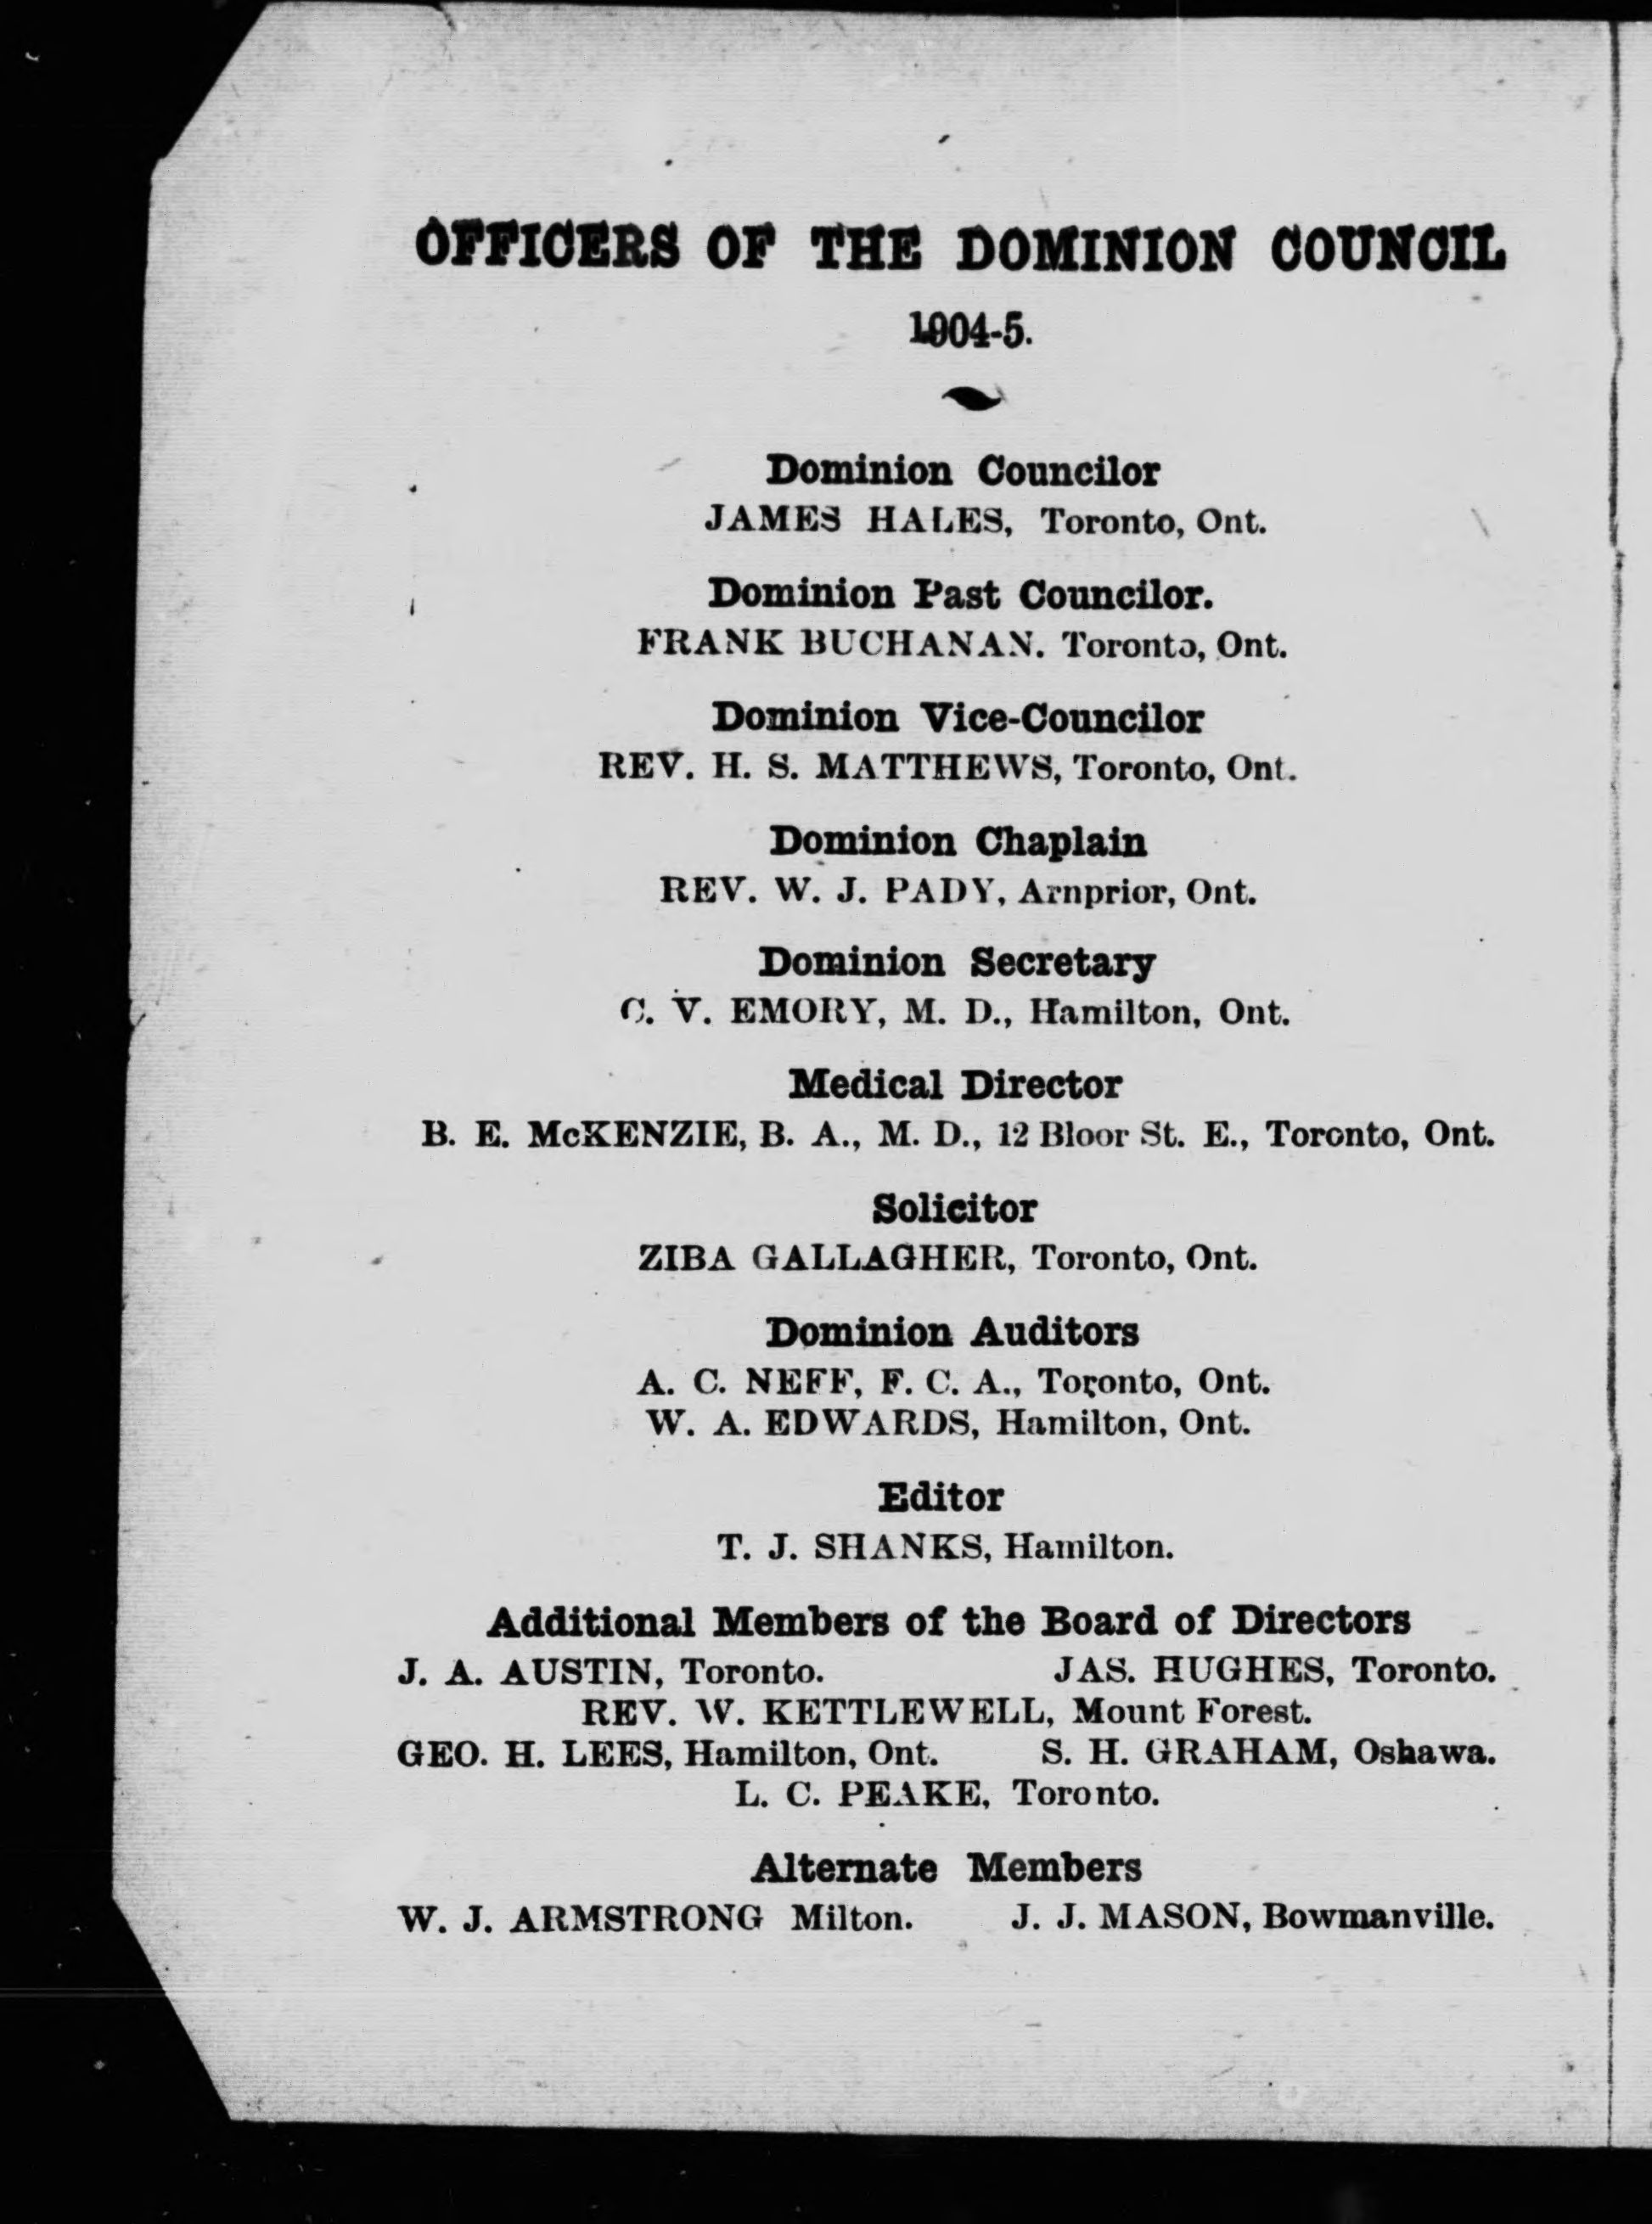 OFFICERS OF THE DOMINION COUNCIL
1904-5.
Dominion Councilor
JAMES HALES, Toronto, Ont.
Dominion Past Councilor.
FRANK BUCHANAN. Toronto, Ont.
Dominion Vice-Councilor
REV. H. S. MATTHEWS, Toronto, Ont.
Dominion Chaplain
REV. W. J. PADY, Arnprior, Ont.
Dominion Secretary
C. V. EMORY, M. D., Hamilton, Ont.
Medical Director
B. E. McKENZIE, B. A., M. D., 12 Bloor St. E., Toronto, Ont.
Solicitor
ZIBA GALLAGHER, Toronto, Ont.
Dominion Auditors
A. C. NEFF, F. C. A., Toronto, Ont.
W. A. EDWARDS, Hamilton, Ont.
Editor
T. J. SHANKS, Hamilton.
Additional Members of the Board of Directors
J. A. AUSTIN, Toronto. JAS. HUGHES, Toronto.
REV. W. KETTLEWELL, Mount Forest.
GEO. H. LEES, Hamilton, Ont. S. H. GRAHAM, Oshawa.
L. C. PEAKE, Toronto.
Alternate Members
W. J. ARMSTRONG Milton. J. J. MASON, Bowmanville.